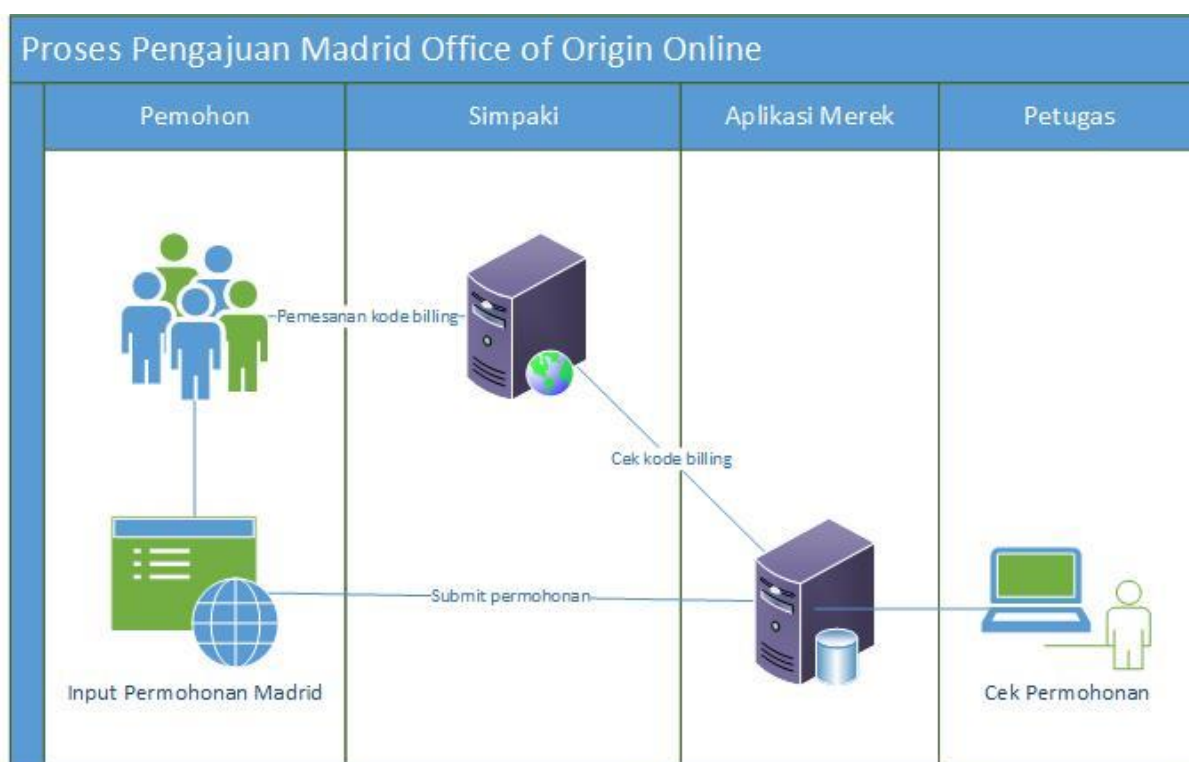 Proses Pengajuan Madrid Office of Origin Online
Pemohon
Simpaki
Aplikasi Merek
Petugas
Pemesanan kode billing
Cek kode billing
Submit permohonan
Input Permohonan Madrid
Cek Permohonan